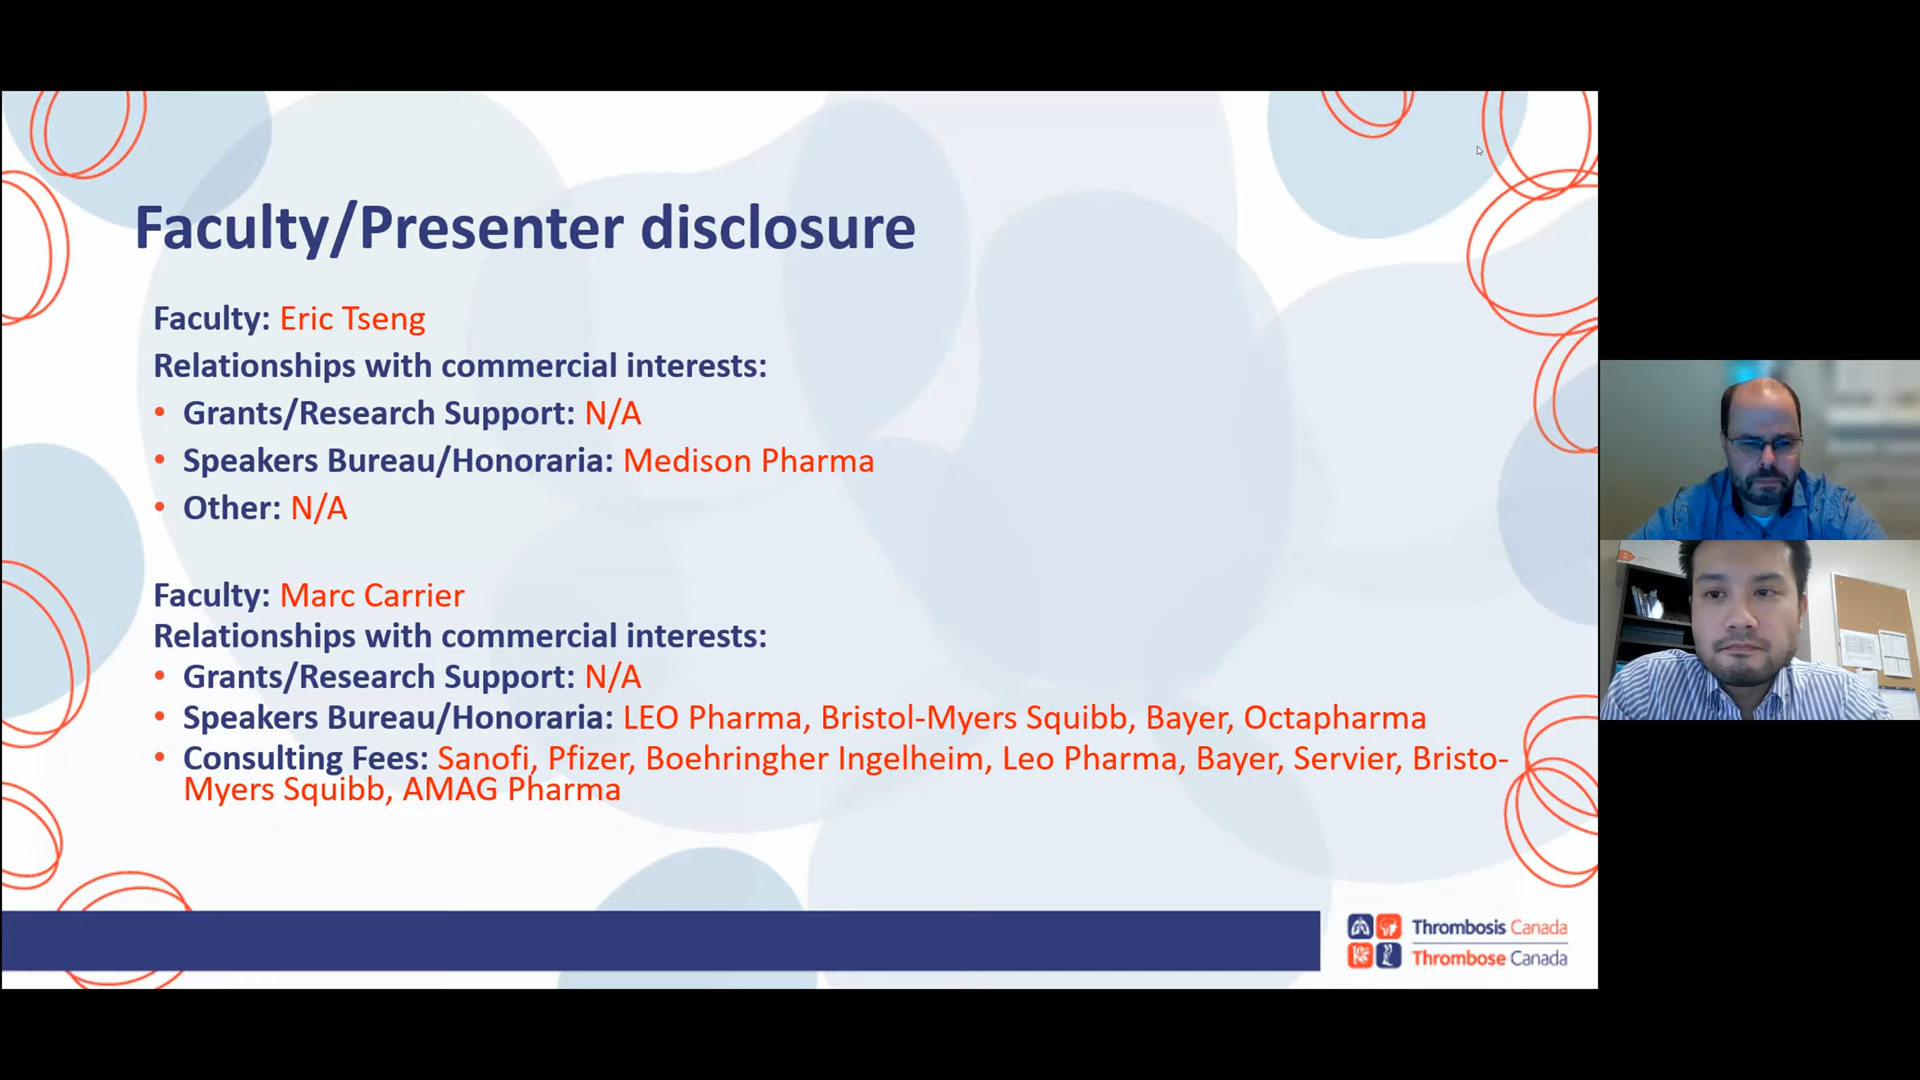 Faculty/Presenter disclosure
Faculty: Eric Tseng
Relationships with commercial interests:
• Grants/Research Support: N/A
• Speakers Bureau/Honoraria: Medison Pharma
• Other: N/A
Faculty: Marc Carrier
Relationships with commercial interests:
• Grants/Research Support: N/A
• Speakers Bureau/Honoraria: LEO Pharma, Bristol-Myers Squibb, Bayer, Octapharma
• Consulting Fees: Sanofi, Pfizer, Boehringher Ingelheim, Leo Pharma, Bayer, Servier, Bristo-
Myers Squibb, AMAG Pharma
Thrombosis Canada
Thrombose Canada